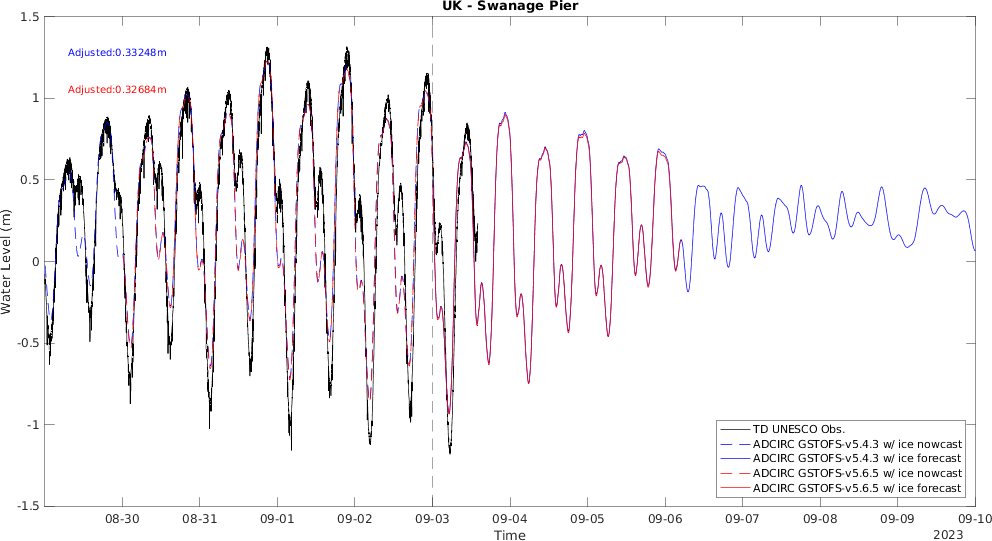 UK - Swanage Pier
1.5
1
0.5
0
-0.5
-1
-1.5
Water Level (m)
Adjusted:0.33248m
Adjusted:0.32684m
TD UNESCO Obs.
ADCIRC GSTOFS-v5.4.3 w/ ice nowcast
ADCIRC GSTOFS-v5.4.3 w/ ice forecast
ADCIRC GSTOFS-v5.6.5 w/ ice nowcast
ADCIRC GSTOFS-v5.6.5 w/ ice forecast
08-30 08-31 09-01 09-02 09-03 09-04 09-05 09-06 09-07 09-08 09-09 09-10
Time
2023